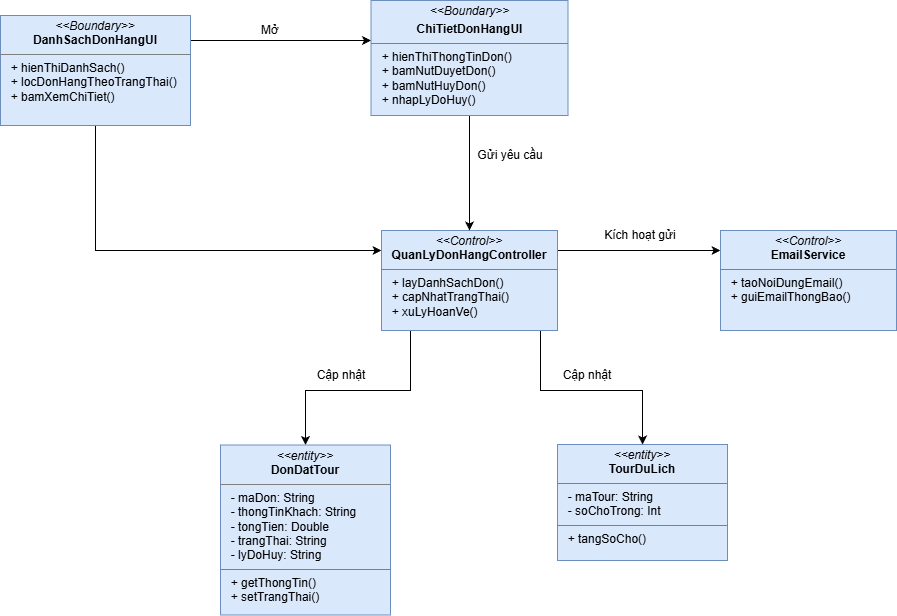 <<Boundary>>
DanhSachDonHangUI
+ hienThiDanhSach()
+ locDonHangTheoTrangThai()
+ bamXemChiTiet()
Mở
<<Boundary>>
ChiTietDonHangUI
+ hienThiThongTinDon()
+ bamNutDuyetDon()
+ bamNutHuyDon()
+ nhapLyDoHuy()
Gửi yêu cầu
<<Control>>
QuanLyDonHangController
+ layDanhSachDon()
+ capNhatTrangThai()
+ xuLyHoanVe()
Kích hoạt gửi
<<Control>>
EmailService
+ taoNoiDungEmail()
+ guiEmailThongBao()
Cập nhật
Cập nhật
<<entity>>
DonDatTour
- maDon: String
- thongTinKhach: String
- tongTien: Double
- trangThai: String
- lyDoHuy: String
+ getThongTin()
+ setTrangThai()
<<entity>>
TourDuLich
- maTour: String
- soChoTrong: Int
+ tangSoCho()